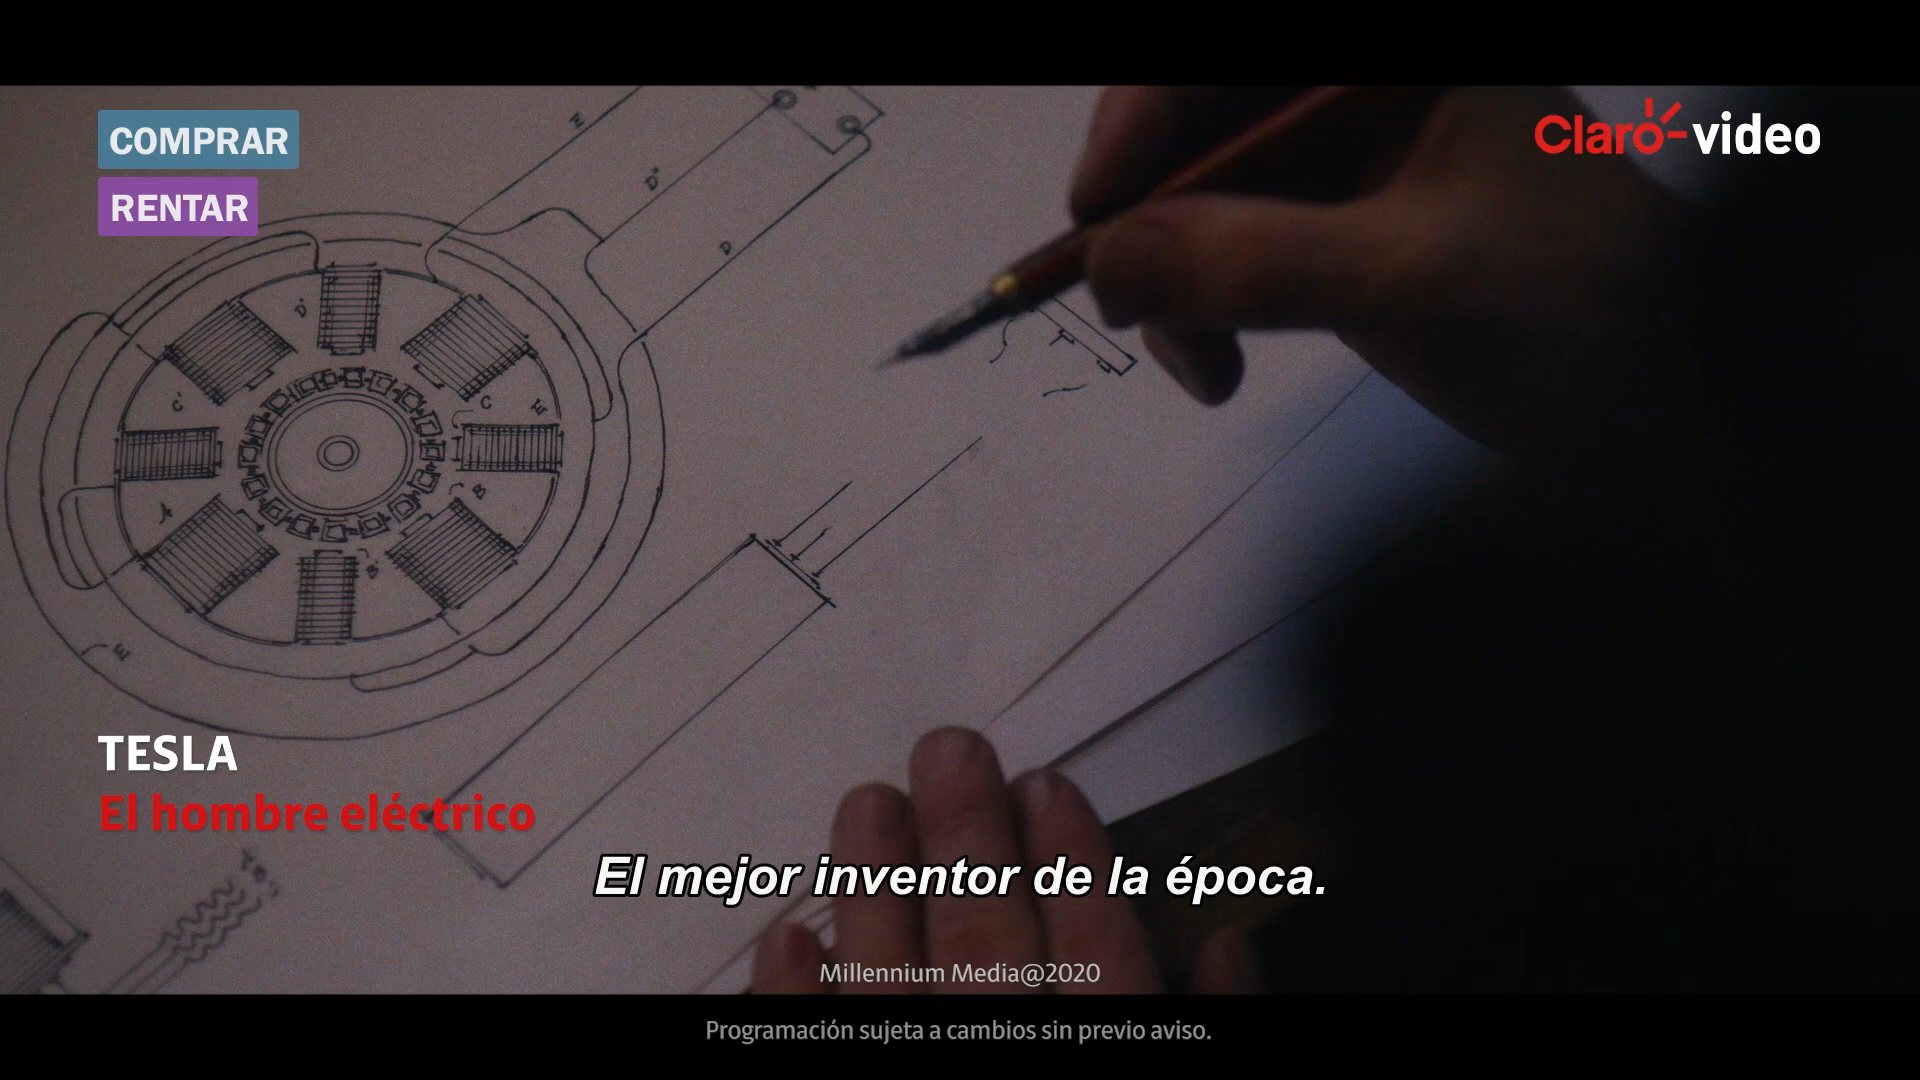 COMPRAR
RENTAR
Claro video
E
D'
D
D'
C'
C
E
A
B
B'
E
TESLA
El hombre eléctrico
El mejor inventor de la época.
Millennium Media@2020
Programación sujeta a cambios sin previo aviso.